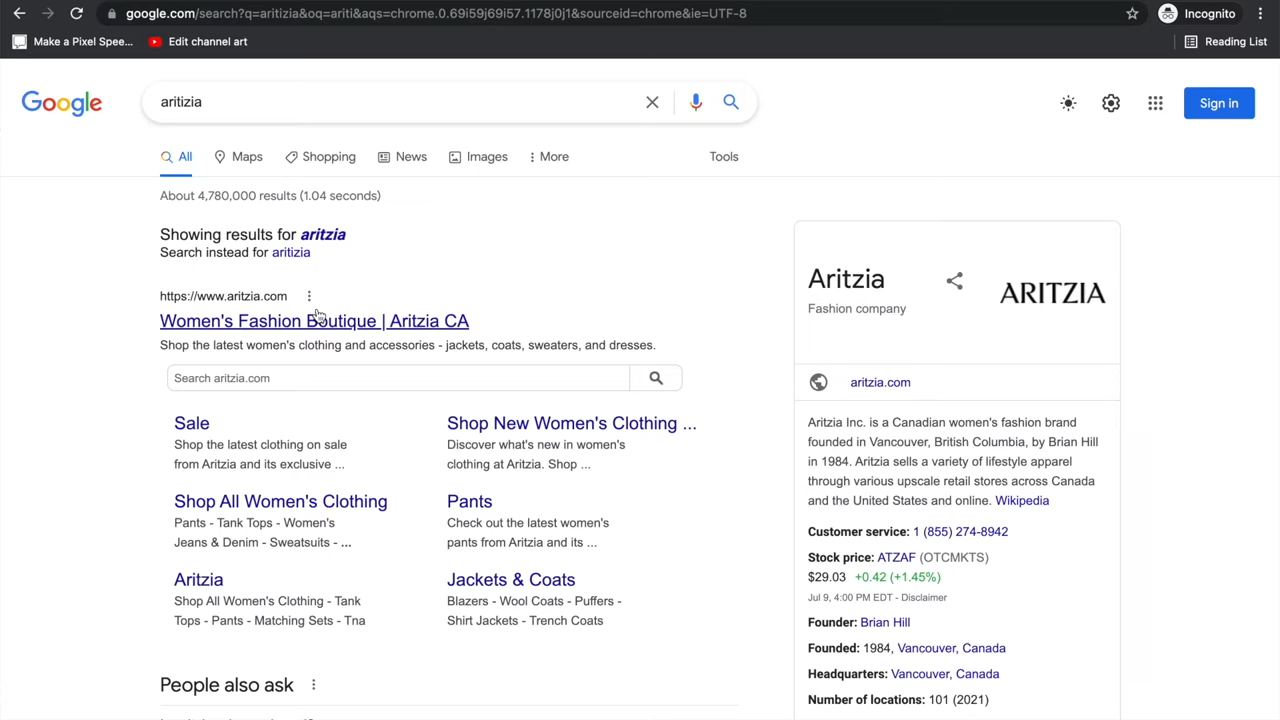 google.com/search?q=aritizia&oq=ariti&aqs=chrome.0.69i59j69i57.1178j0j1&sourceid=chrome&ie=UTF-8
Incognito
Make a Pixel Spee...
Edit channel art
Reading List
Google
aritizia
Sign in
All
Maps
Shopping
News
Images
More
Tools
About 4,780,000 results (1.04 seconds)
Showing results for aritzia
Search instead for aritizia
https://www.aritzia.com
Women's Fashion Boutique | Aritzia CA
Shop the latest women's clothing and accessories - jackets, coats, sweaters, and dresses.
Search aritzia.com
Sale
Shop the latest clothing on sale
from Aritzia and its exclusive ...
Shop New Women's Clothing ...
Discover what's new in women's
clothing at Aritzia. Shop ...
Shop All Women's Clothing
Pants - Tank Tops - Women's
Jeans & Denim - Sweatsuits - ...
Pants
Check out the latest women's
pants from Aritzia and its ...
Aritzia
Shop All Women's Clothing - Tank
Tops - Pants - Matching Sets - Tna
Jackets & Coats
Blazers - Wool Coats - Puffers -
Shirt Jackets - Trench Coats
People also ask
Aritzia
Fashion company
ARITZIA
aritzia.com
Aritzia Inc. is a Canadian women's fashion brand
founded in Vancouver, British Columbia, by Brian Hill
in 1984. Aritzia sells a variety of lifestyle apparel
through various upscale retail stores across Canada
and the United States and online. Wikipedia
Customer service: 1 (855) 274-8942
Stock price: ATZAF (OTCMKTS)
$29.03 +0.42 (+1.45%)
Jul 9, 4:00 PM EDT - Disclaimer
Founder: Brian Hill
Founded: 1984, Vancouver, Canada
Headquarters: Vancouver, Canada
Number of locations: 101 (2021)